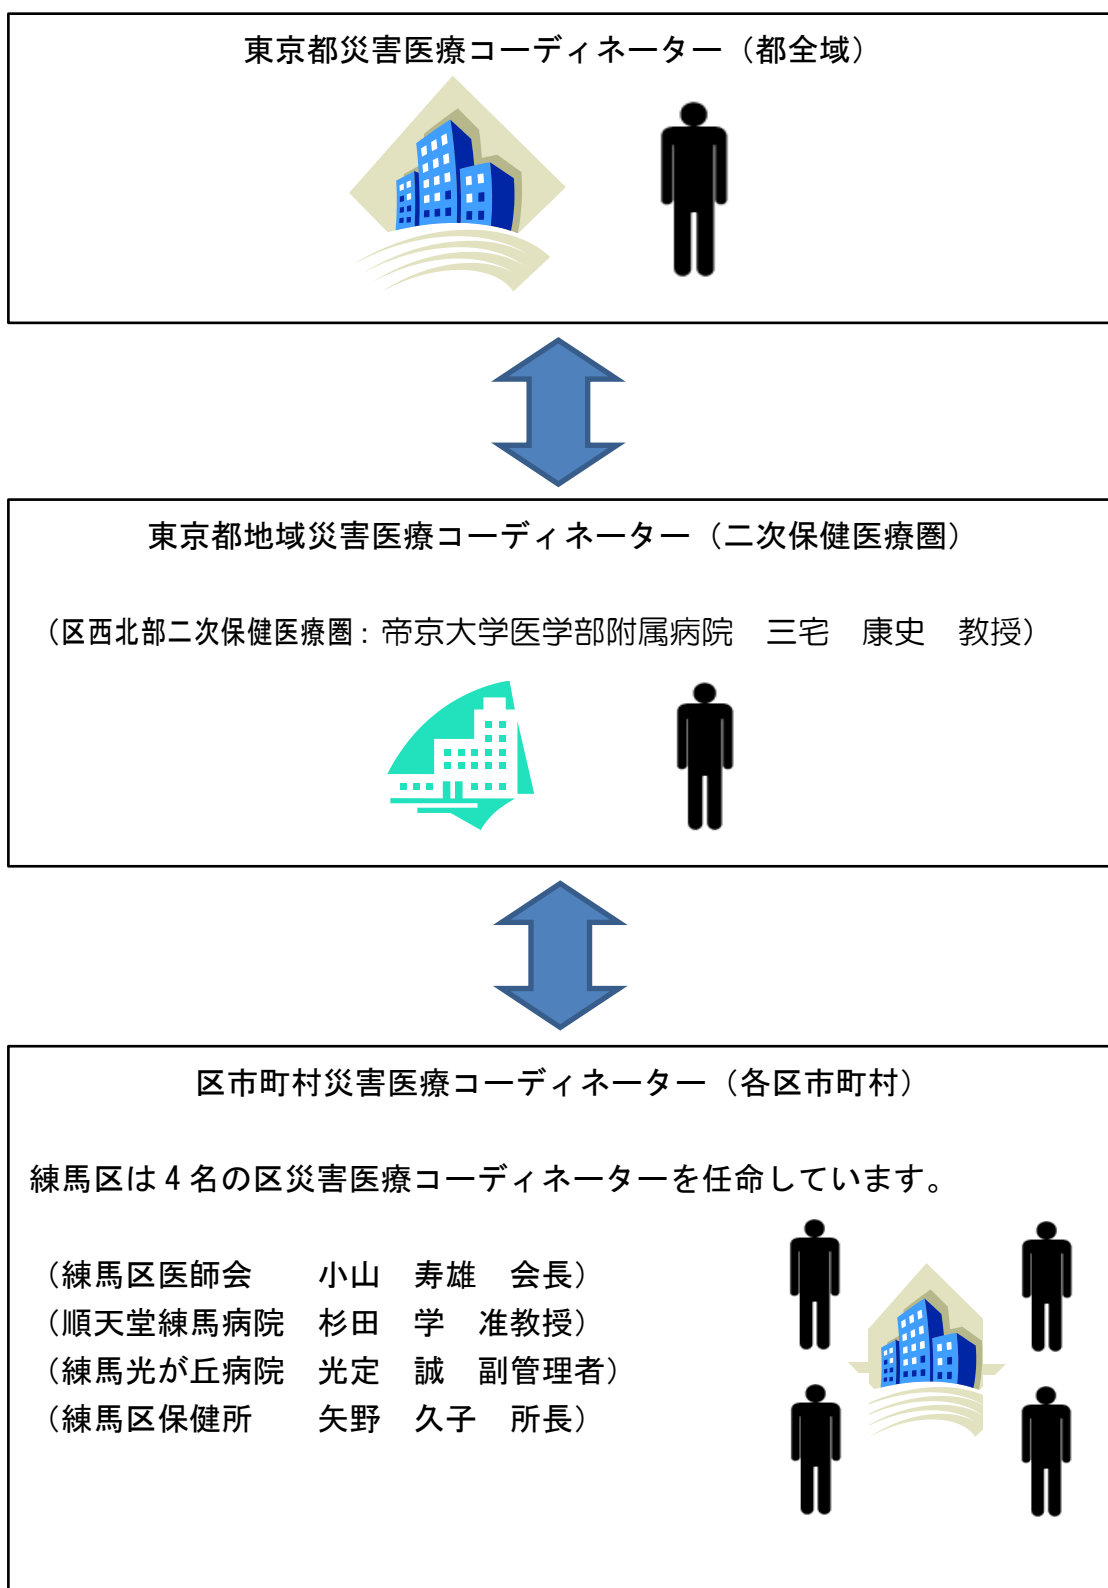 東京都災害医療コーディネーター（都全域）
東京都地域災害医療コーディネーター（二次保健医療圏）
（区西北部二次保健医療圏：帝京大学医学部附属病院　三宅　康史　教授）
区市町村災害医療コーディネーター（各区市町村）
練馬区は４名の区災害医療コーディネーターを任命しています。
（練馬区医師会　　小山　寿雄　会長）
（順天堂練馬病院　杉田　学　准教授）
（練馬光が丘病院　光定　誠　副管理者）
（練馬区保健所　　矢野　久子　所長）